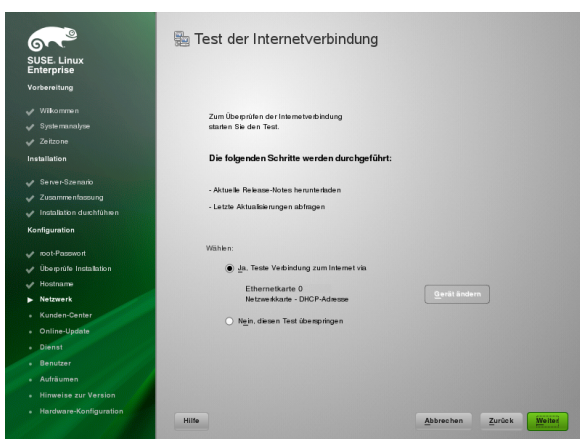 SUSE. Linux
Enterprise
Vorbereitung
Willkommen
Systemanalyse
Zeitzone
Installation
Server-Szenario
Zusammenfassung
Installation durchführen
Konfiguration
root-Passwort
Überprüfe Installation
Hostname
Netzwerk
Kunden-Center
Online-Update
Dienst
Benutzer
Aufräumen
Hinweise zur Version
Hardware-Konfiguration
Test der Internetverbindung
Zum Überprüfen der Internetverbindung
starten Sie den Test.
Die folgenden Schritte werden durchgeführt:
- Aktuelle Release-Notes herunterladen
- Letzte Aktualisierungen abfragen
Wählen:
Ja, Teste Verbindung zum Internet via
Ethernetkarte 0
Netzwerkkarte - DHCP-Adresse
Gerät ändern
Nein, diesen Test überspringen
Hilfe
Abbrechen
Zurück
Weiter